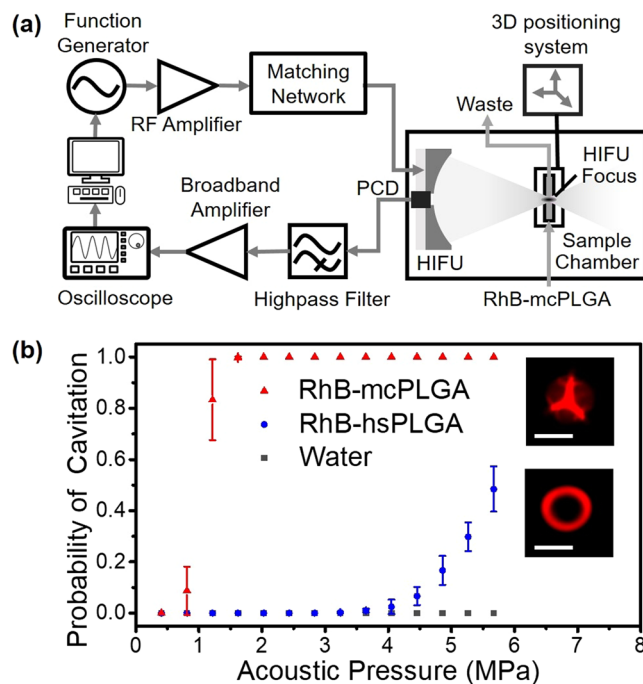 (a)
Function
Generator
RF Amplifier
Matching
Network
3D positioning
system
Waste
HIFU
Focus
PCD
Broadband
Amplifier
Oscilloscope
Highpass Filter
HIFU
Sample
Chamber
RhB-mcPLGA
(b)
Probability of Cavitation
1.0
0.8
0.6
0.4
0.2
0.0
RhB-mcPLGA
RhB-hsPLGA
Water
0 1 2 3 4 5 6 7 8
Acoustic Pressure (MPa)